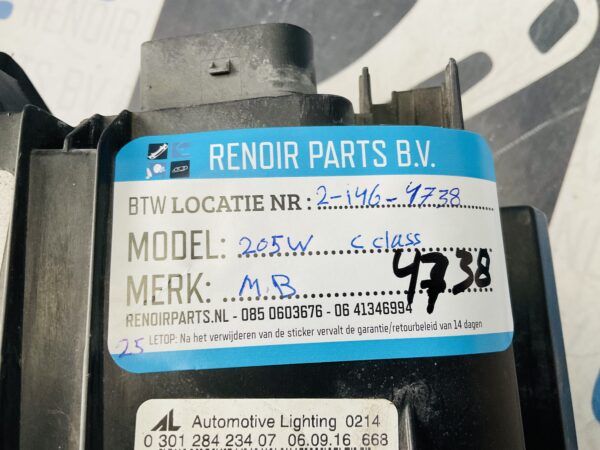 RENOIR PARTS B.V.
BTW LOCATIE NR: 2-i46-4738
MODEL: 205W C class
MERK: M.B
4738
RENOIRPARTS.NL - 085 0603676 - 06 41346994
25 LETOP: Na het verwijderen van de sticker vervalt de garantie/retourbeleid van 14 dagen
AL Automotive Lighting 0214
0 301 284 234 07 06.09.16 668